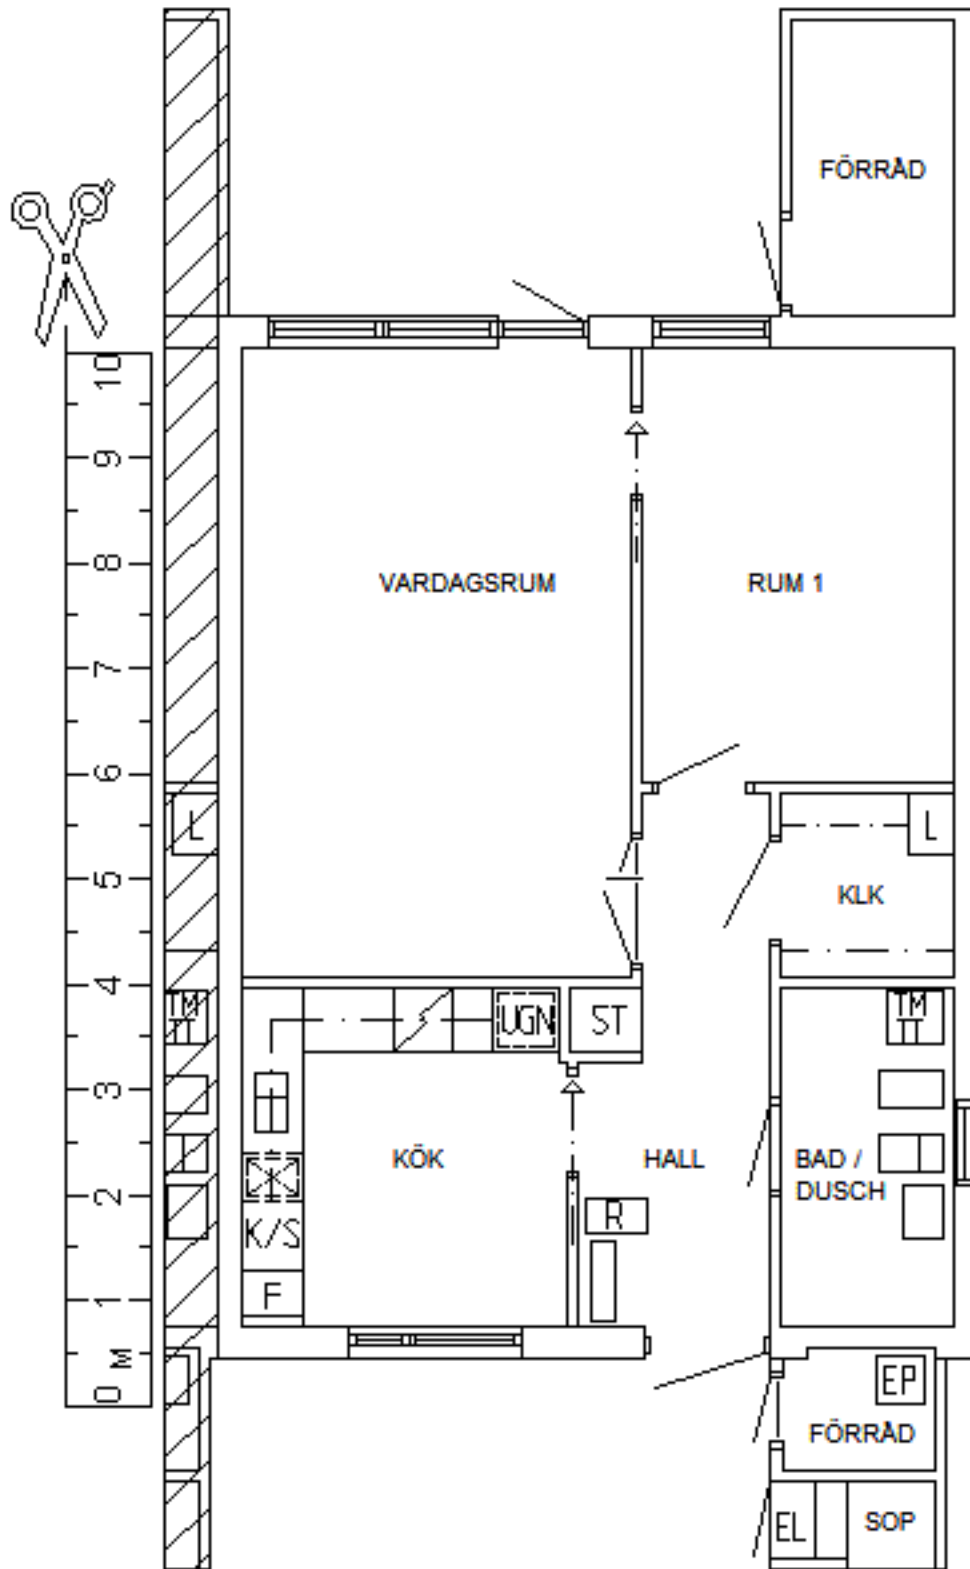 FÖRRÅD
10
9
8
7
6
5
4
3
2
1
M
0
VARDAGSRUM
RUM 1
L
L
KLK
TM
TT
UGN
ST
TM
TT
KÖK
HALL
BAD /
DUSCH
R
K/S
F
EP
FÖRRÅD
EL
SOP